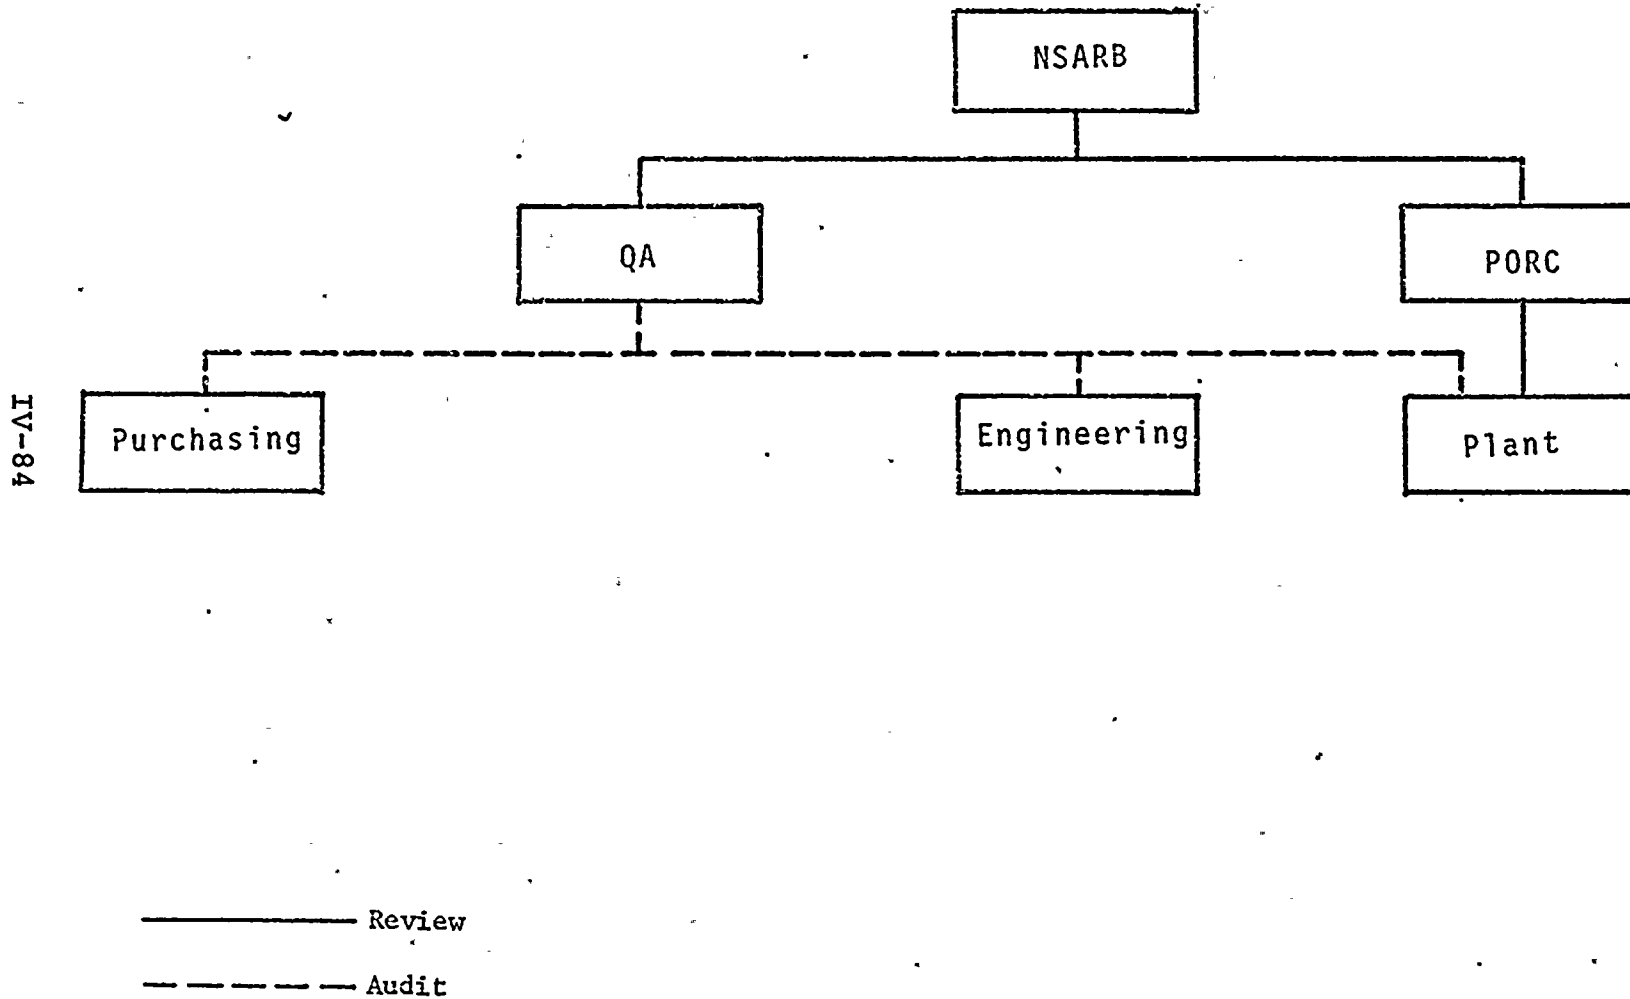 NSARB
QA
PORC
Purchasing
Engineering
Plant
IV-84
Review
Audit